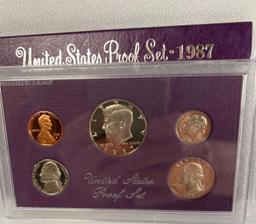 United States Proof Set - 1987
United States
Proof Set